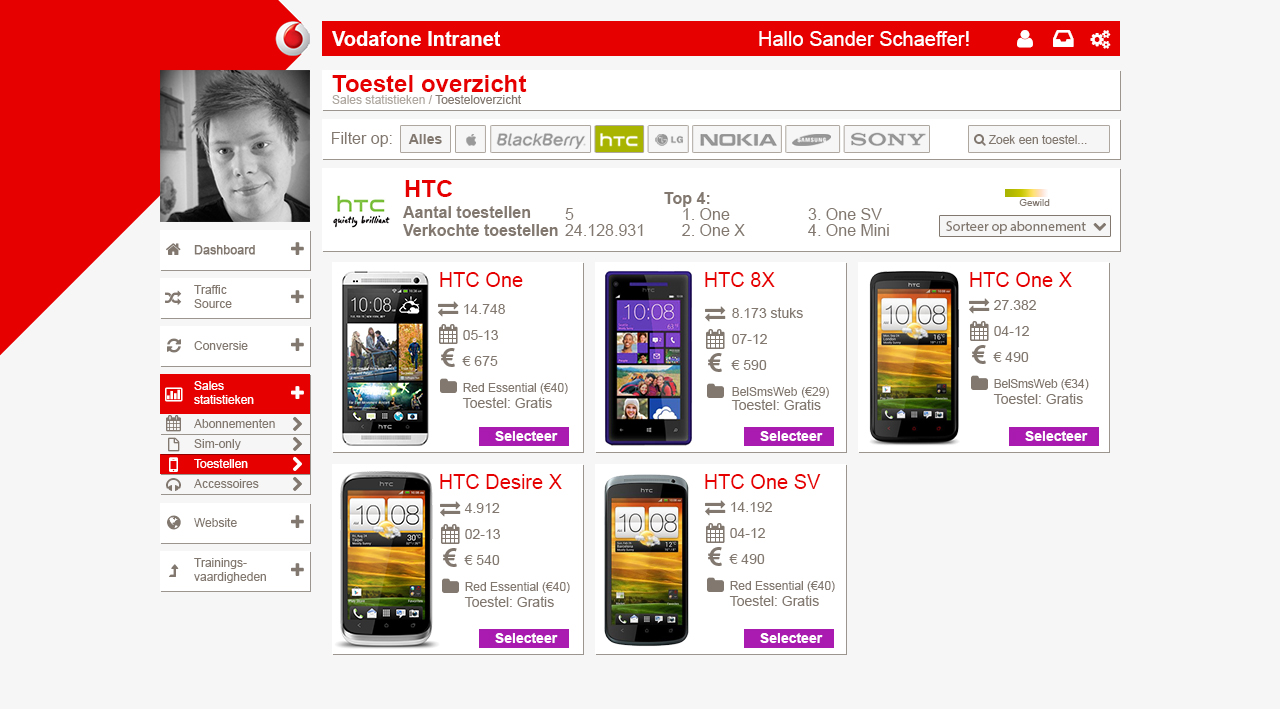 Vodafone Intranet
Hallo Sander Schaeffer!
Toestel overzicht
Sales statistieken / Toesteloverzicht
Filter op:
Alles
BlackBerry
hTC
LG
NOKIA
SAMSUNG
SONY
Zoek een toestel...
Dashboard
Traffic
Source
Conversie
Sales
statistieken
Abonnementen
Sim-only
Toestellen
Accessoires
Website
Trainings-
vaardigheden
hTC
quietly brilliant
HTC
Aantal toestellen 5
Verkochte toestellen 24.128.931
Top 4:
1. One
2. One X
3. One SV
4. One Mini
Gewild
Sorteer op abonnement
HTC One
14.748
05-13
€ 675
Red Essential (€40)
Toestel: Gratis
Selecteer
HTC 8X
8.173 stuks
07-12
€ 590
BelSmsWeb (€29)
Toestel: Gratis
Selecteer
HTC One X
27.382
04-12
€ 490
BelSmsWeb (€34)
Toestel: Gratis
Selecteer
HTC Desire X
4.912
02-13
€ 540
Red Essential (€40)
Toestel: Gratis
Selecteer
HTC One SV
14.192
04-12
€ 490
Red Essential (€40)
Toestel: Gratis
Selecteer